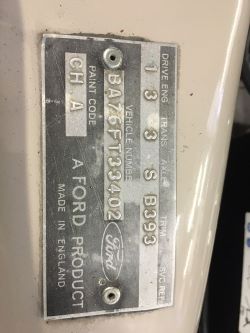 DRIVE ENG TRANS AXLE TRIM SVC REF
1 3 3 S B393
VEHICLE NUMBER
BA76FT33402
PAINT CODE
CH A
Ford
A FORD PRODUCT
MADE IN ENGLAND